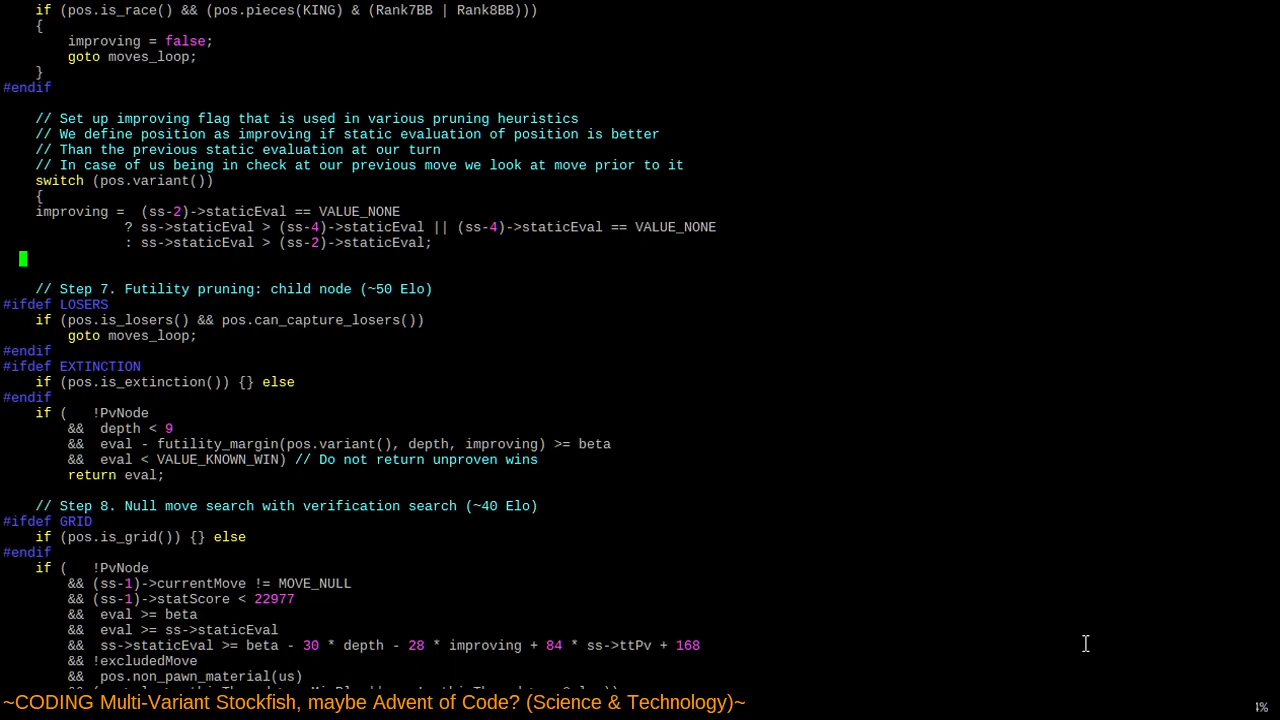 if (pos.is_race() && (pos.pieces(KING) & (Rank7BB | Rank8BB)))
    {
        improving = false;
        goto moves_loop;
    }
#endif

    // Set up improving flag that is used in various pruning heuristics
    // We define position as improving if static evaluation of position is better
    // Than the previous static evaluation at our turn
    // In case of us being in check at our previous move we look at move prior to it
    switch (pos.variant())
    {
    improving =  (ss-2)->staticEval == VALUE_NONE
               ? ss->staticEval > (ss-4)->staticEval || (ss-4)->staticEval == VALUE_NONE
               : ss->staticEval > (ss-2)->staticEval;

    // Step 7. Futility pruning: child node (~50 Elo)
#ifdef LOSERS
    if (pos.is_losers() && pos.can_capture_losers())
        goto moves_loop;
#endif
#ifdef EXTINCTION
    if (pos.is_extinction()) {} else
#endif
    if (   !PvNode
        &&  depth < 9
        &&  eval - futility_margin(pos.variant(), depth, improving) >= beta
        &&  eval < VALUE_KNOWN_WIN) // Do not return unproven wins
        return eval;

    // Step 8. Null move search with verification search (~40 Elo)
#ifdef GRID
    if (pos.is_grid()) {} else
#endif
    if (   !PvNode
        && (ss-1)->currentMove != MOVE_NULL
        && (ss-1)->statScore < 22977
        &&  eval >= beta
        &&  eval >= ss->staticEval
        &&  ss->staticEval >= beta - 30 * depth - 28 * improving + 84 * ss->ttPv + 168
        && !excludedMove
        &&  pos.non_pawn_material(us)
~CODING Multi-Variant Stockfish, maybe Advent of Code? (Science & Technology)~